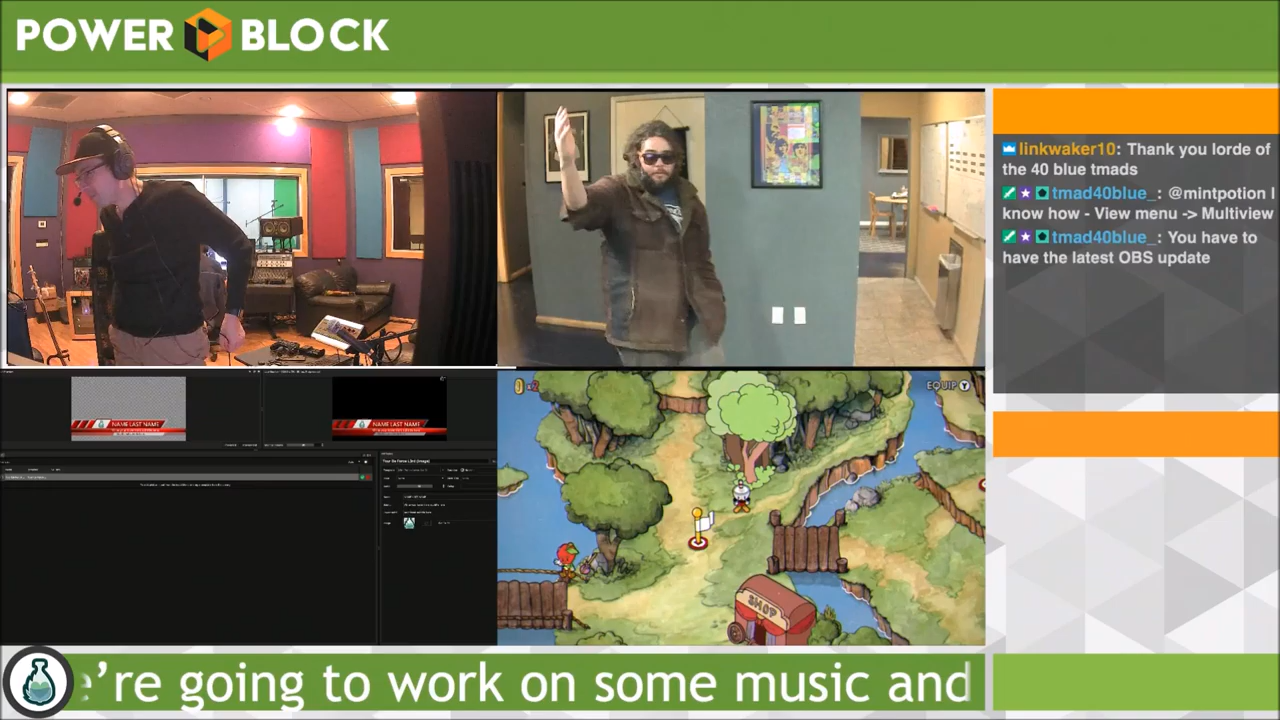 POWER BLOCK
linkwaker10: Thank you lorde of
the 40 blue tmads
tmad40blue_: @mintpotion I
know how - View menu -> Multiview
tmad40blue_: You have to
have the latest OBS update
NAME LAST NAME
NAME LAST NAME
x2
EQUIP Y
SHOP
e're going to work on some music and